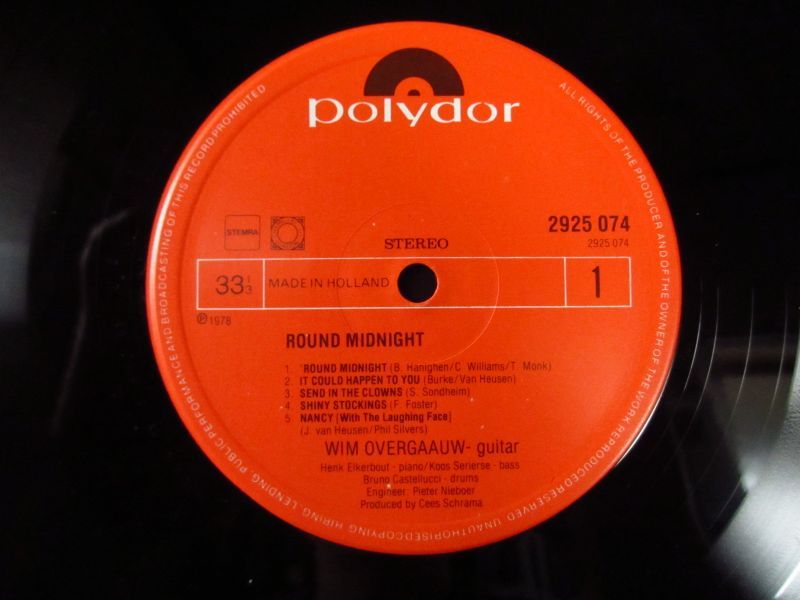 polydor
STEMRA
STEREO
2925 074
2925 074
33 1/3
MADE IN HOLLAND
1
℗ 1978
ROUND MIDNIGHT
1. 'ROUND MIDNIGHT (B. Hanighen/C. Williams/T. Monk)
2. IT COULD HAPPEN TO YOU (Burke/Van Heusen)
3. SEND IN THE CLOWNS (S. Sondheim)
4. SHINY STOCKINGS (F. Foster)
5. NANCY [With The Laughing Face]
(J. van Heusen/Phil Silvers)
WIM OVERGAAUW - guitar
Henk Elkerbout - piano/Koos Serierse - bass
Bruno Castellucci - drums
Engineer: Pieter Nieboer
Produced by Cees Schrama
ALL RIGHTS OF THE PRODUCER AND OF THE OWNER OF THE WORK REPRODUCED RESERVED. UNAUTHORISED COPYING, HIRING, LENDING, PUBLIC PERFORMANCE AND BROADCASTING OF THIS RECORD PROHIBITED